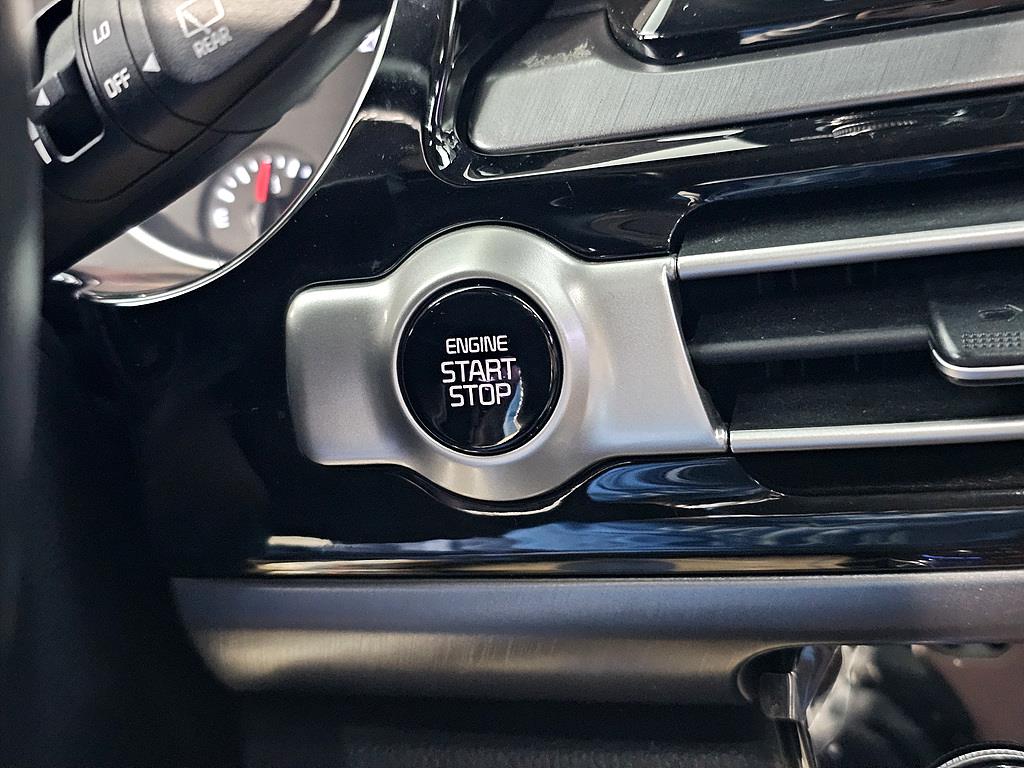 LO
OFF
REAR
ENGINE
START
STOP